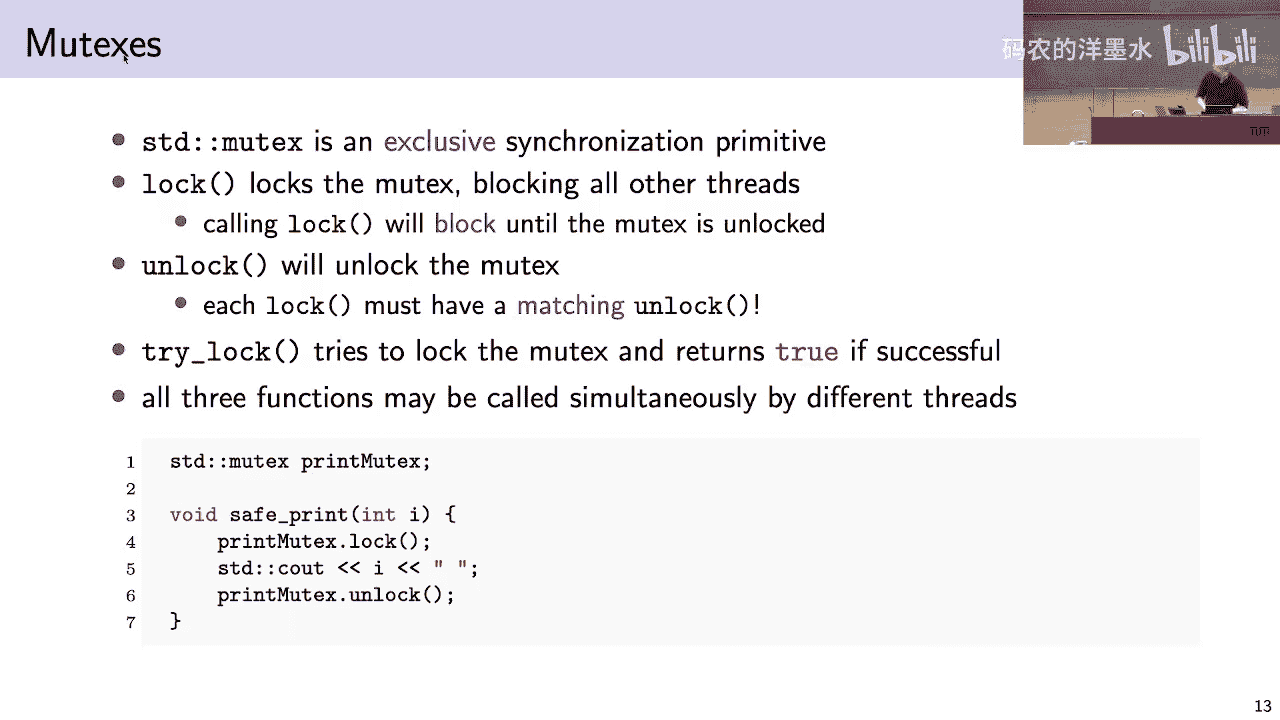 Mutexes
码农的洋墨水 bilibili
TUM
• std::mutex is an exclusive synchronization primitive
• lock() locks the mutex, blocking all other threads
• calling lock() will block until the mutex is unlocked
• unlock() will unlock the mutex
• each lock() must have a matching unlock()!
• try_lock() tries to lock the mutex and returns true if successful
• all three functions may be called simultaneously by different threads
1 std::mutex printMutex;
2
3 void safe_print(int i) {
4 printMutex.lock();
5 std::cout << i << " ";
6 printMutex.unlock();
7 }
13